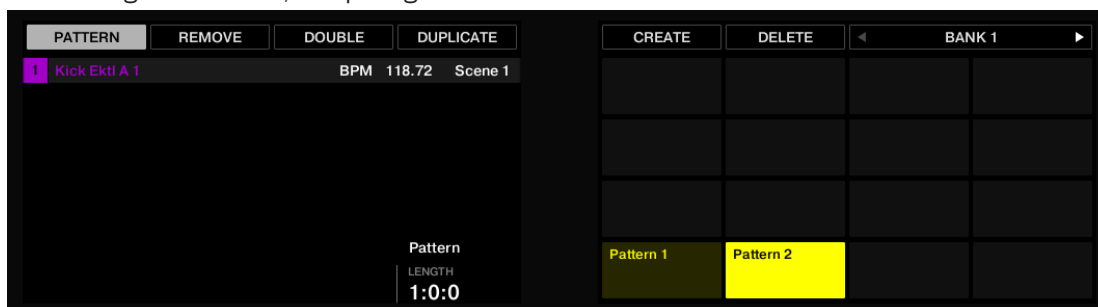 PATTERN REMOVE DOUBLE DUPLICATE CREATE DELETE ◀ BANK 1 ▶
1 Kick Ektl A 1 BPM 118.72 Scene 1
Pattern
Pattern 1 Pattern 2
LENGTH
1:0:0